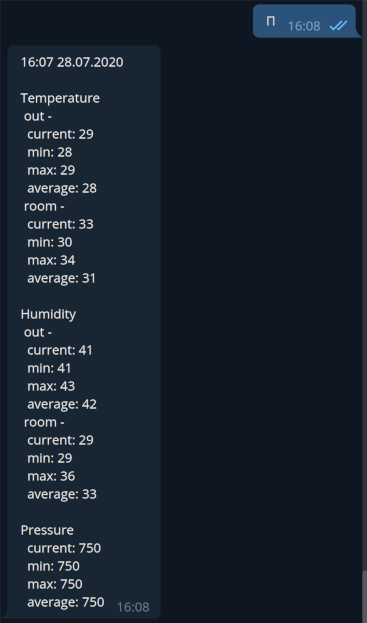 П
16:08
16:07 28.07.2020
Temperature
out -
current: 29
min: 28
max: 29
average: 28
room -
current: 33
min: 30
max: 34
average: 31
Humidity
out -
current: 41
min: 41
max: 43
average: 42
room -
current: 29
min: 29
max: 36
average: 33
Pressure
current: 750
min: 750
max: 750
average: 750
16:08